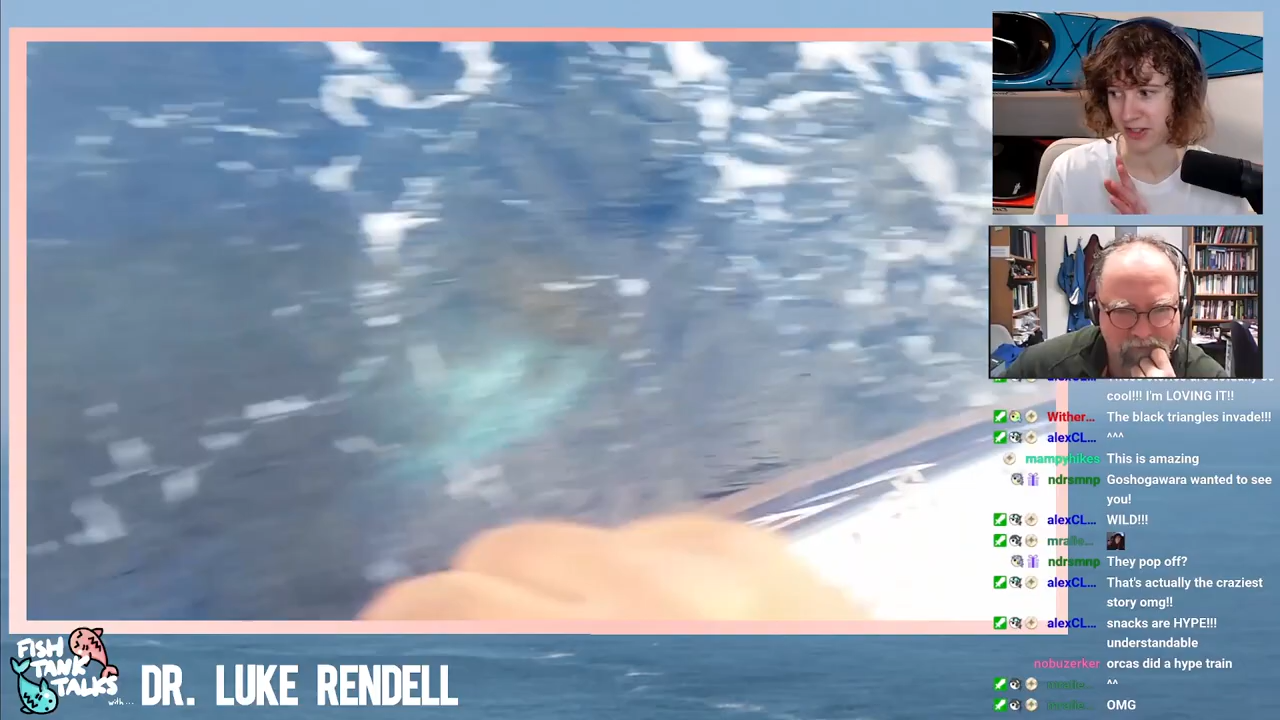 cool!!! I'm LOVING IT!!
Wither... The black triangles invade!!!
alexCL... ^^^
mampyhikes This is amazing
ndrsmnp Goshogawara wanted to see
you!
alexCL... WILD!!!
ndrsmnp They pop off?
alexCL... That's actually the craziest
story omg!!
alexCL... snacks are HYPE!!!
understandable
nobuzerker orcas did a hype train
^^
OMG
FISH
TANK
TALKS
with...
DR. LUKE RENDELL